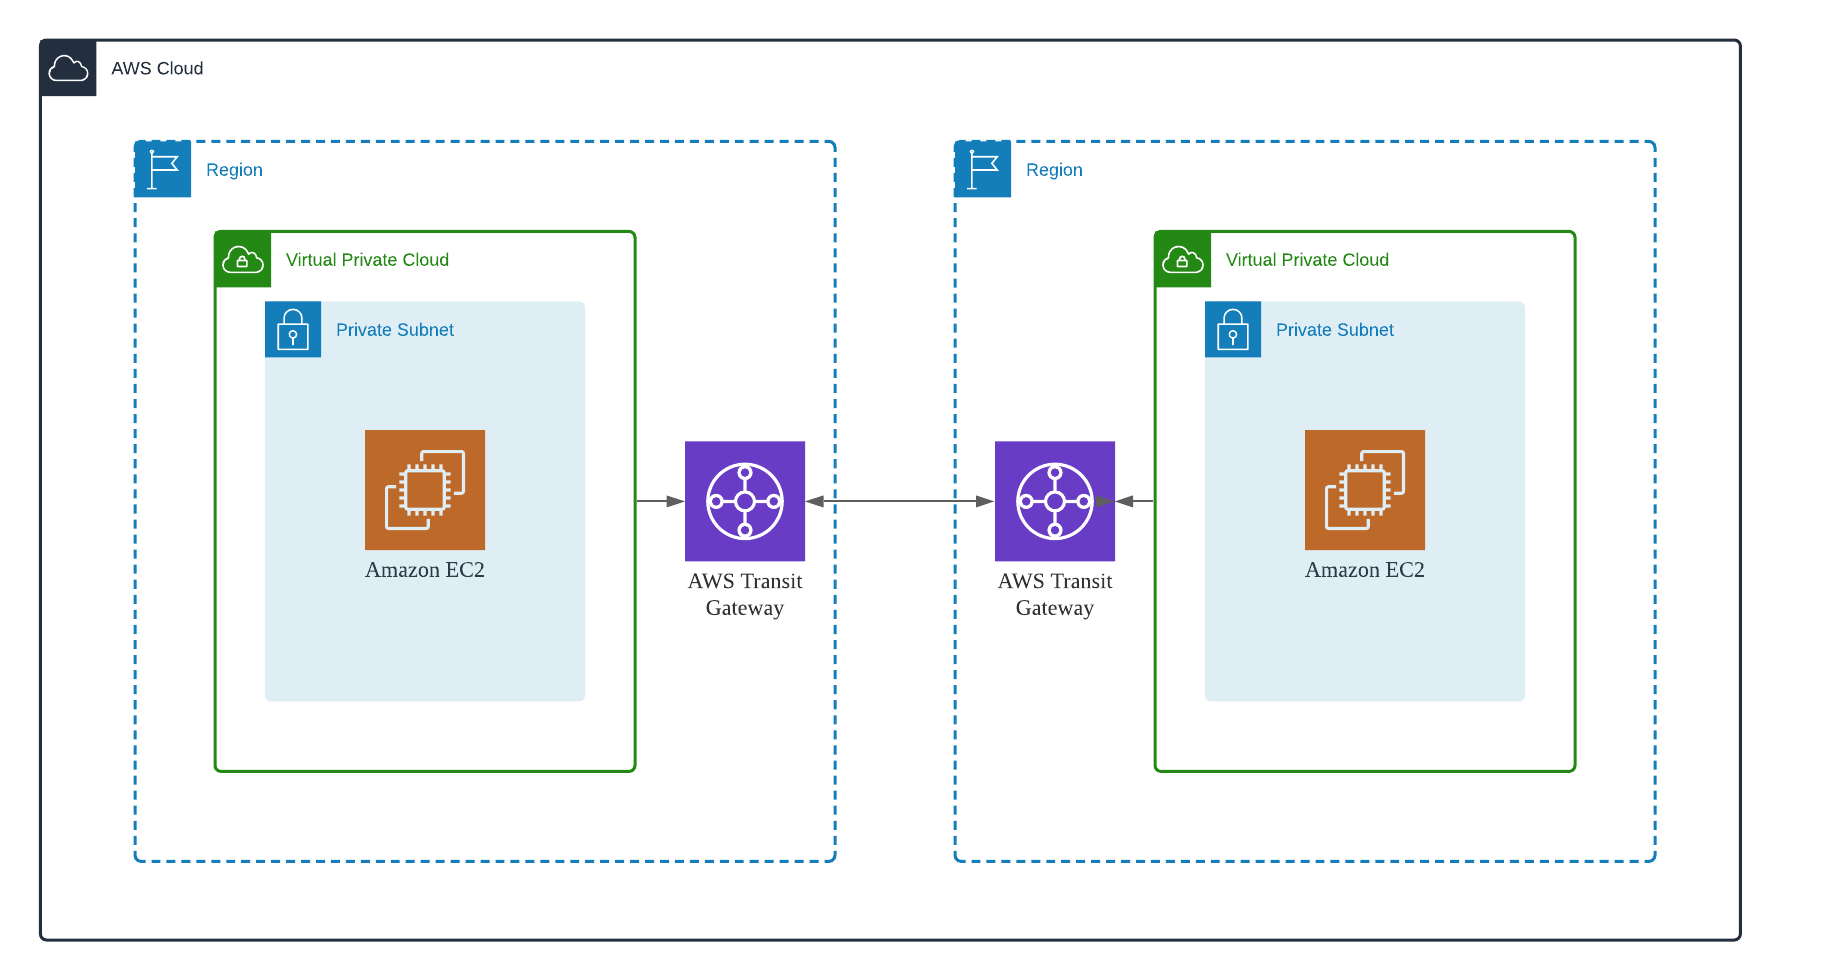 AWS Cloud
Region
Virtual Private Cloud
Private Subnet
Amazon EC2
AWS Transit
Gateway
Region
Virtual Private Cloud
Private Subnet
AWS Transit
Gateway
Amazon EC2